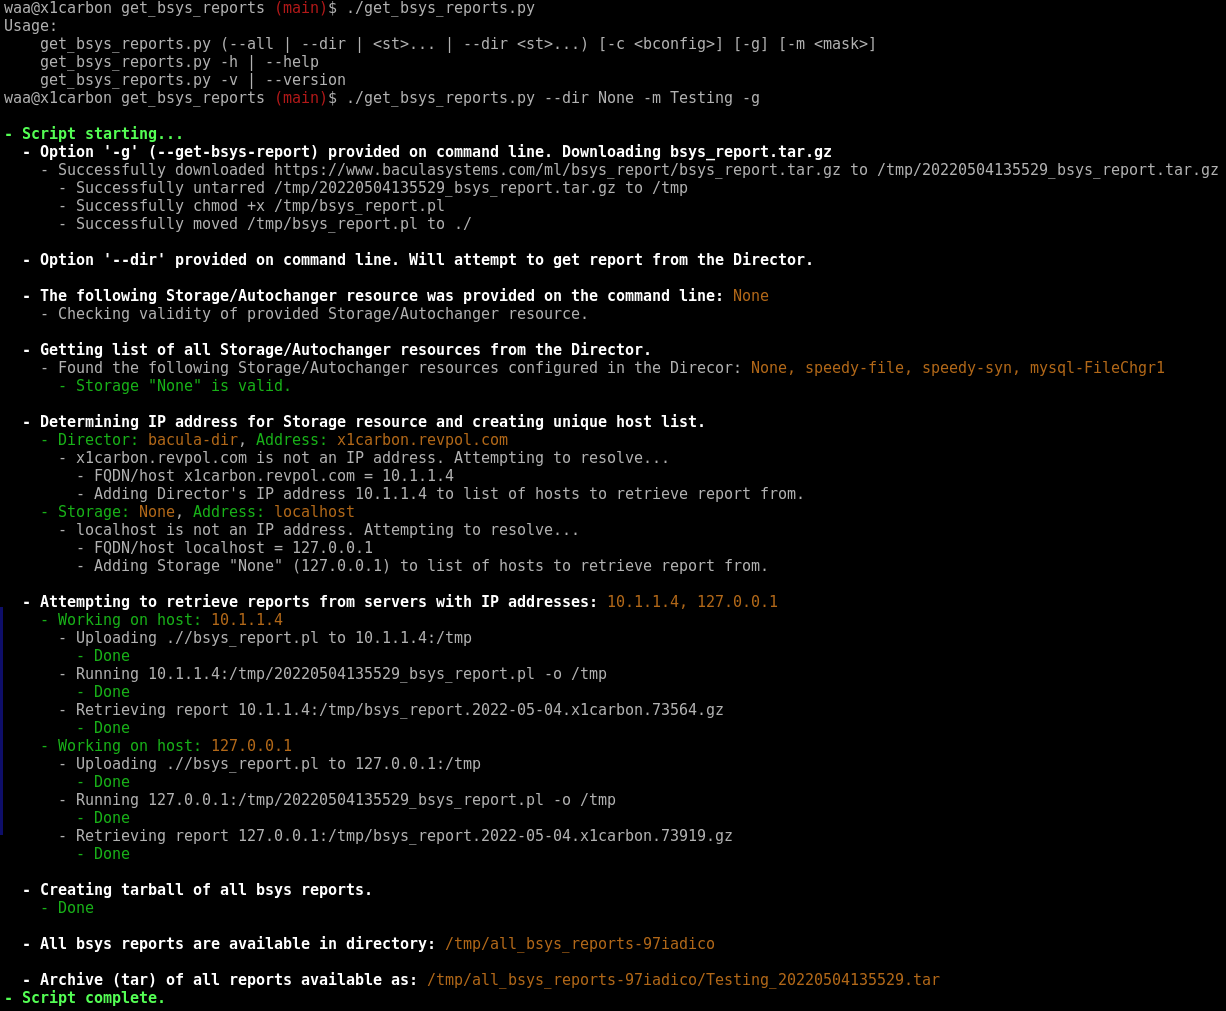 waa@x1carbon get_bsys_reports (main)$ ./get_bsys_reports.py
Usage:
    get_bsys_reports.py (--all | --dir | <st>... | --dir <st>...) [-c <bconfig>] [-g] [-m <mask>]
    get_bsys_reports.py -h | --help
    get_bsys_reports.py -v | --version
waa@x1carbon get_bsys_reports (main)$ ./get_bsys_reports.py --dir None -m Testing -g

- Script starting...
  - Option '-g' (--get-bsys-report) provided on command line. Downloading bsys_report.tar.gz
    - Successfully downloaded https://www.baculasystems.com/ml/bsys_report/bsys_report.tar.gz to /tmp/20220504135529_bsys_report.tar.gz
      - Successfully untarred /tmp/20220504135529_bsys_report.tar.gz to /tmp
      - Successfully chmod +x /tmp/bsys_report.pl
      - Successfully moved /tmp/bsys_report.pl to ./

  - Option '--dir' provided on command line. Will attempt to get report from the Director.

  - The following Storage/Autochanger resource was provided on the command line: None
    - Checking validity of provided Storage/Autochanger resource.

  - Getting list of all Storage/Autochanger resources from the Director.
    - Found the following Storage/Autochanger resources configured in the Direcor: None, speedy-file, speedy-syn, mysql-FileChgr1
      - Storage "None" is valid.

  - Determining IP address for Storage resource and creating unique host list.
    - Director: bacula-dir, Address: x1carbon.revpol.com
      - x1carbon.revpol.com is not an IP address. Attempting to resolve...
        - FQDN/host x1carbon.revpol.com = 10.1.1.4
        - Adding Director's IP address 10.1.1.4 to list of hosts to retrieve report from.
    - Storage: None, Address: localhost
      - localhost is not an IP address. Attempting to resolve...
        - FQDN/host localhost = 127.0.0.1
        - Adding Storage "None" (127.0.0.1) to list of hosts to retrieve report from.

  - Attempting to retrieve reports from servers with IP addresses: 10.1.1.4, 127.0.0.1
    - Working on host: 10.1.1.4
      - Uploading .//bsys_report.pl to 10.1.1.4:/tmp
        - Done
      - Running 10.1.1.4:/tmp/20220504135529_bsys_report.pl -o /tmp
        - Done
      - Retrieving report 10.1.1.4:/tmp/bsys_report.2022-05-04.x1carbon.73564.gz
        - Done
    - Working on host: 127.0.0.1
      - Uploading .//bsys_report.pl to 127.0.0.1:/tmp
        - Done
      - Running 127.0.0.1:/tmp/20220504135529_bsys_report.pl -o /tmp
        - Done
      - Retrieving report 127.0.0.1:/tmp/bsys_report.2022-05-04.x1carbon.73919.gz
        - Done

  - Creating tarball of all bsys reports.
    - Done

  - All bsys reports are available in directory: /tmp/all_bsys_reports-97iadico

  - Archive (tar) of all reports available as: /tmp/all_bsys_reports-97iadico/Testing_20220504135529.tar
- Script complete.